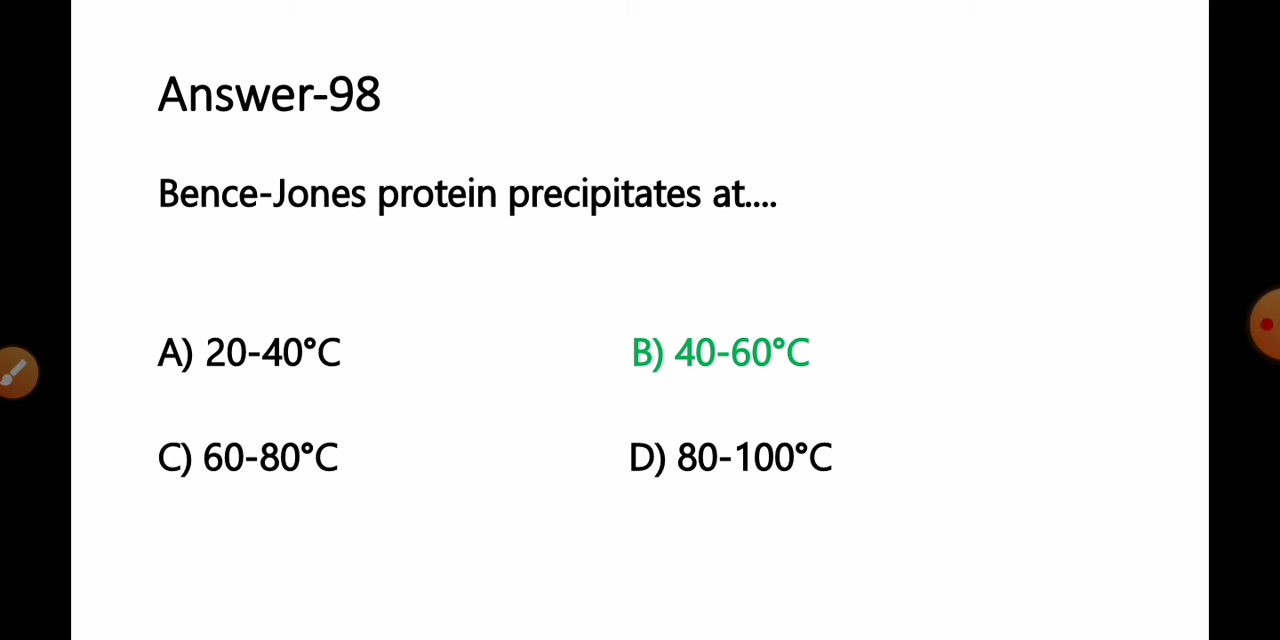 Answer-98
Bence-Jones protein precipitates at....
A) 20-40°C B) 40-60°C
C) 60-80°C D) 80-100°C